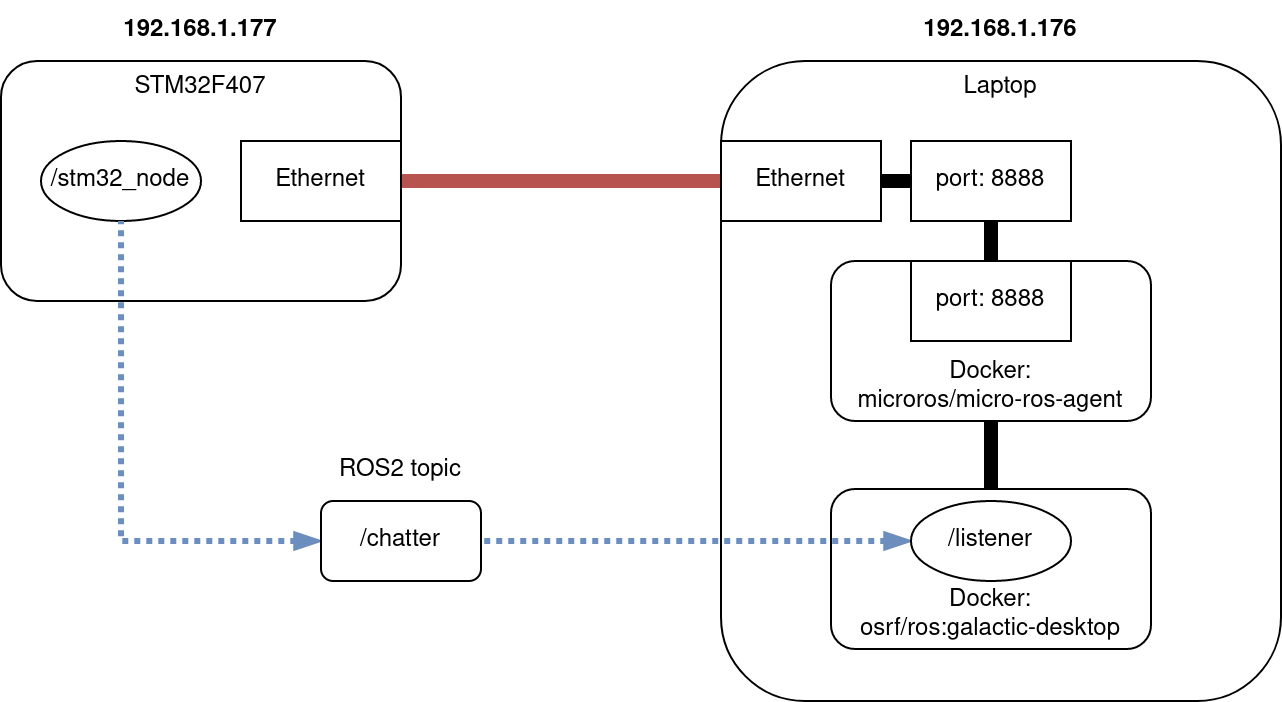 192.168.1.177
192.168.1.176
STM32F407
Laptop
/stm32_node
Ethernet
Ethernet
port: 8888
port: 8888
Docker:
microros/micro-ros-agent
ROS2 topic
/chatter
/listener
Docker:
osrf/ros:galactic-desktop